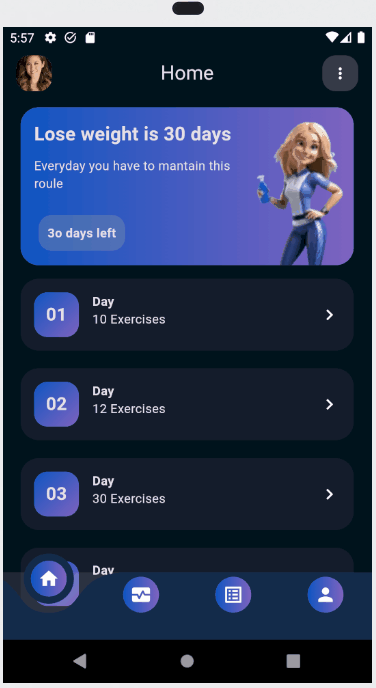 5:57
Home
Lose weight is 30 days
Everyday you have to mantain this
roule
3o days left
01
Day
10 Exercises
02
Day
12 Exercises
03
Day
30 Exercises
Day